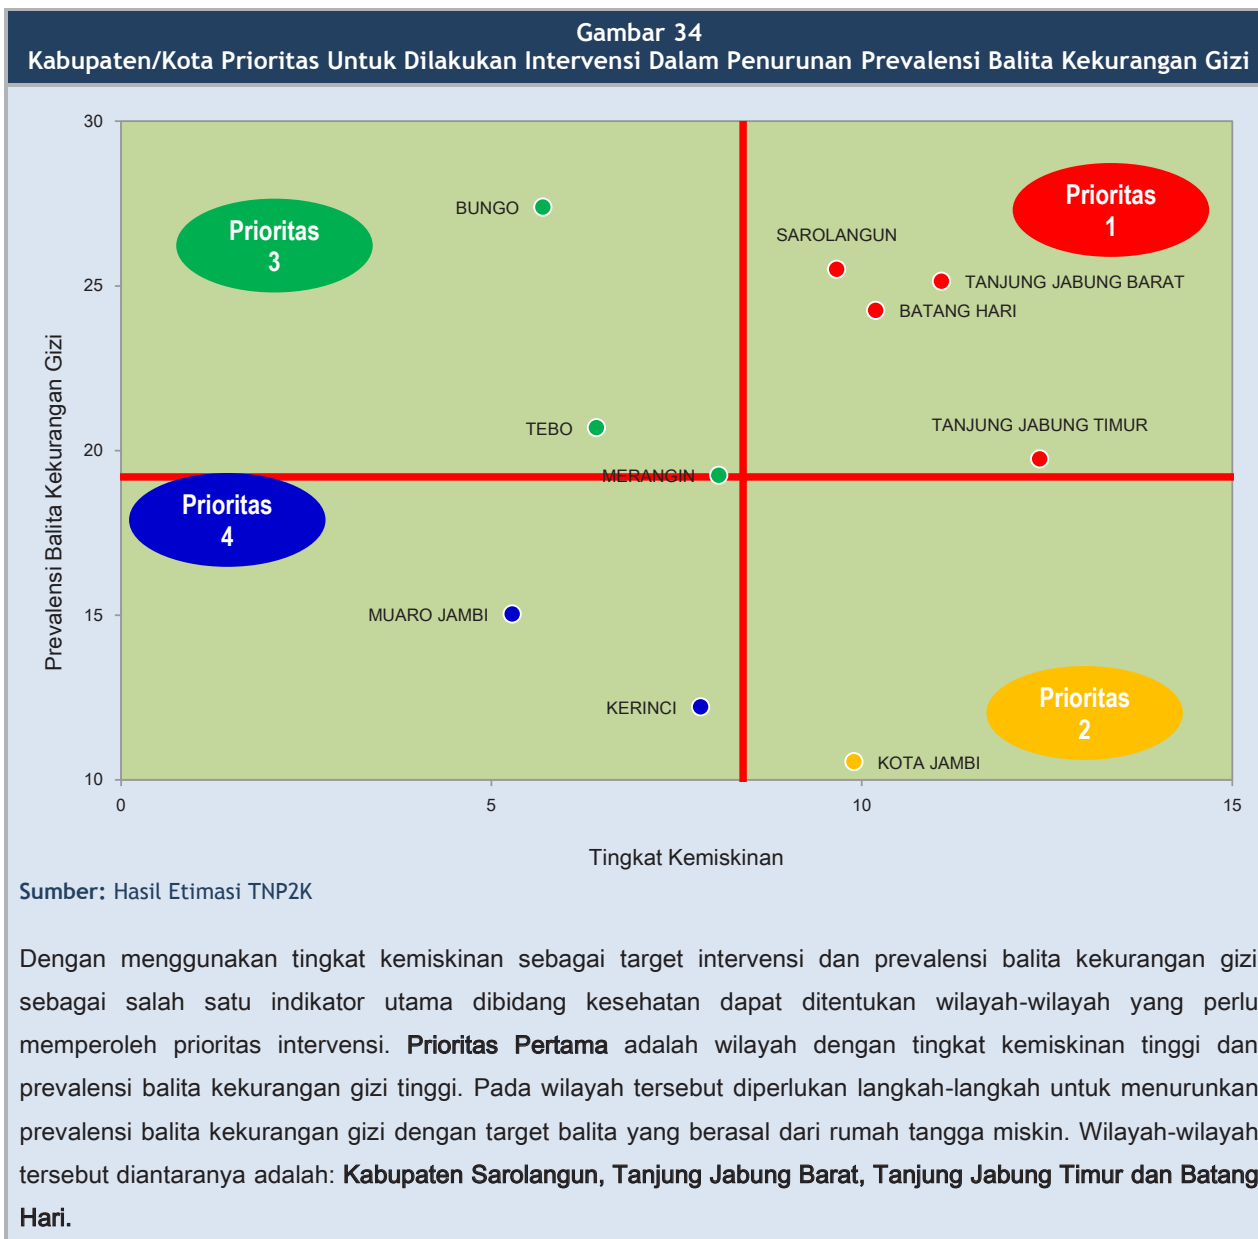 Gambar 34
Kabupaten/Kota Prioritas Untuk Dilakukan Intervensi Dalam Penurunan Prevalensi Balita Kekurangan Gizi
30
25
20
15
10
0
5
10
15
Prevalensi Balita Kekurangan Gizi
Tingkat Kemiskinan
Prioritas
1
Prioritas
3
BUNGO
SAROLANGUN
TANJUNG JABUNG BARAT
BATANG HARI
TEBO
TANJUNG JABUNG TIMUR
MERANGIN
Prioritas
4
MUARO JAMBI
KERINCI
Prioritas
2
KOTA JAMBI
Sumber: Hasil Etimasi TNP2K
Dengan menggunakan tingkat kemiskinan sebagai target intervensi dan prevalensi balita kekurangan gizi
sebagai salah satu indikator utama dibidang kesehatan dapat ditentukan wilayah-wilayah yang perlu
memperoleh prioritas intervensi. Prioritas Pertama adalah wilayah dengan tingkat kemiskinan tinggi dan
prevalensi balita kekurangan gizi tinggi. Pada wilayah tersebut diperlukan langkah-langkah untuk menurunkan
prevalensi balita kekurangan gizi dengan target balita yang berasal dari rumah tangga miskin. Wilayah-wilayah
tersebut diantaranya adalah: Kabupaten Sarolangun, Tanjung Jabung Barat, Tanjung Jabung Timur dan Batang
Hari.